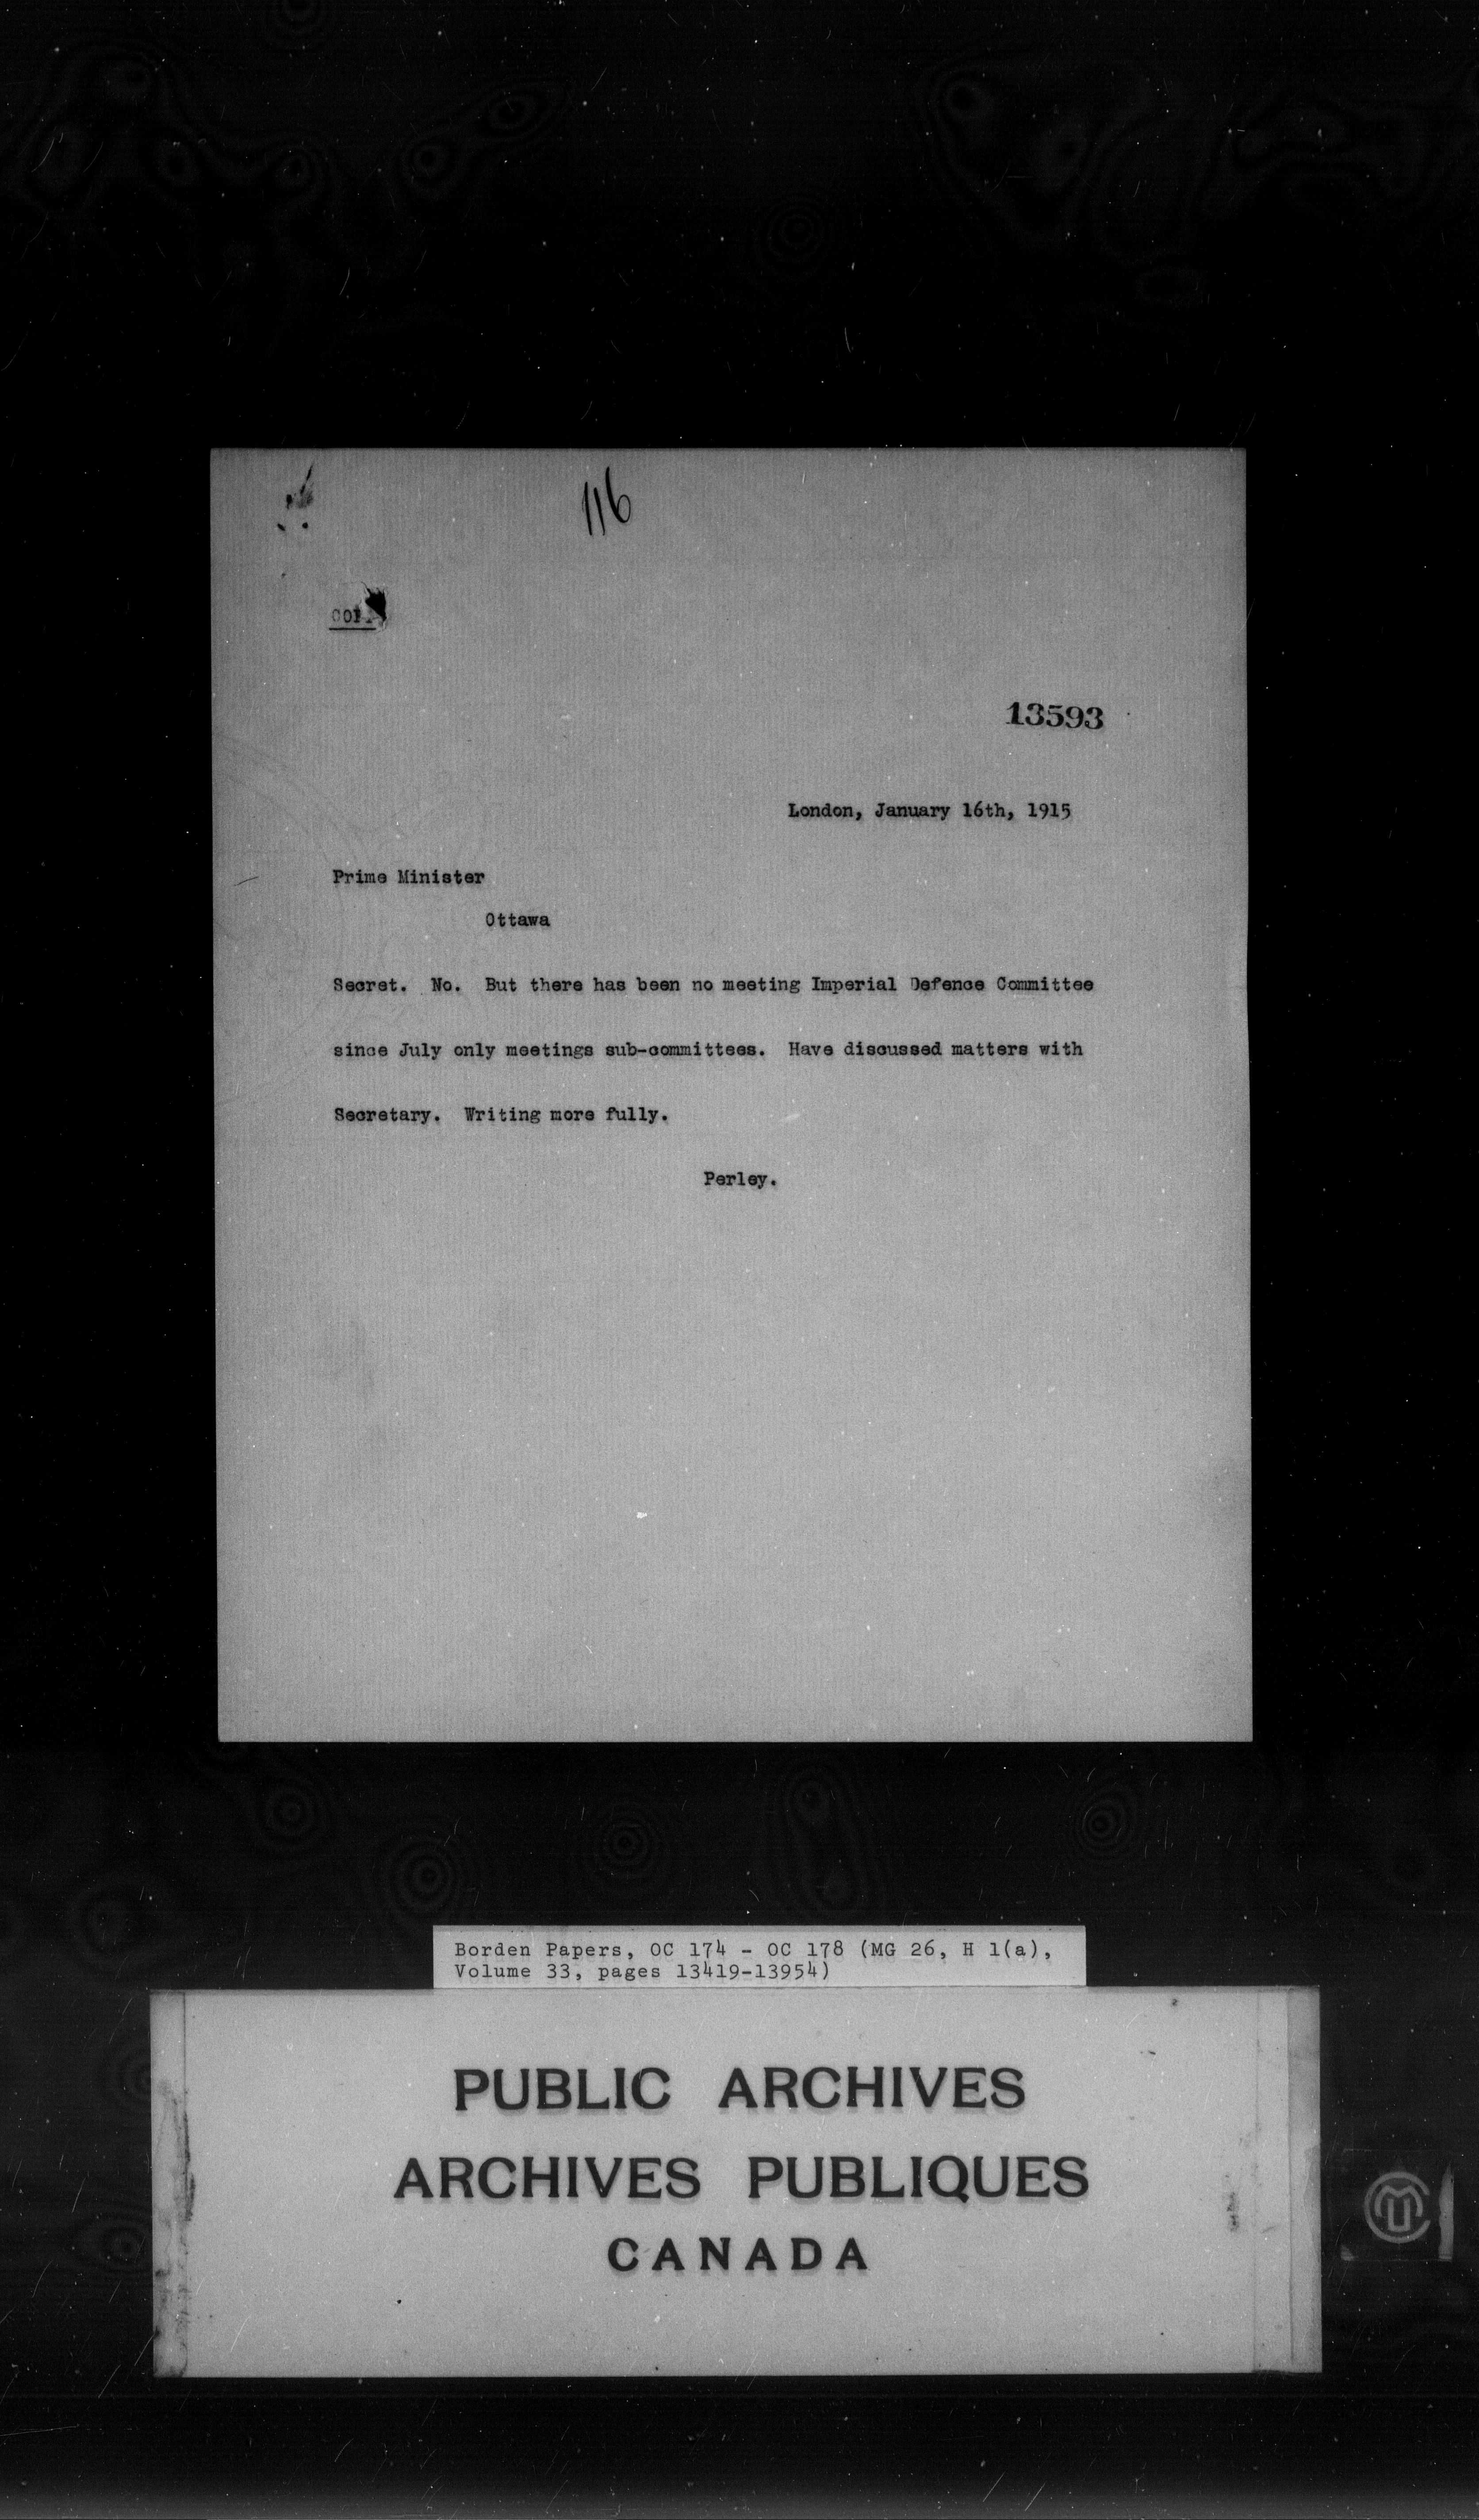 116
13593
London, January 16th, 1915
Prime Minister
Ottawa
Secret. No. But there has been no meeting Imperial Defence Committee
since July only meetings sub-committees. Have discussed matters with
Secretary. Writing more fully.
Perley.
Borden Papers, OC 174 - OC 178 (MG 26, H 1(a),
Volume 33, pages 13419-13954)
PUBLIC ARCHIVES
ARCHIVES PUBLIQUES
CANADA